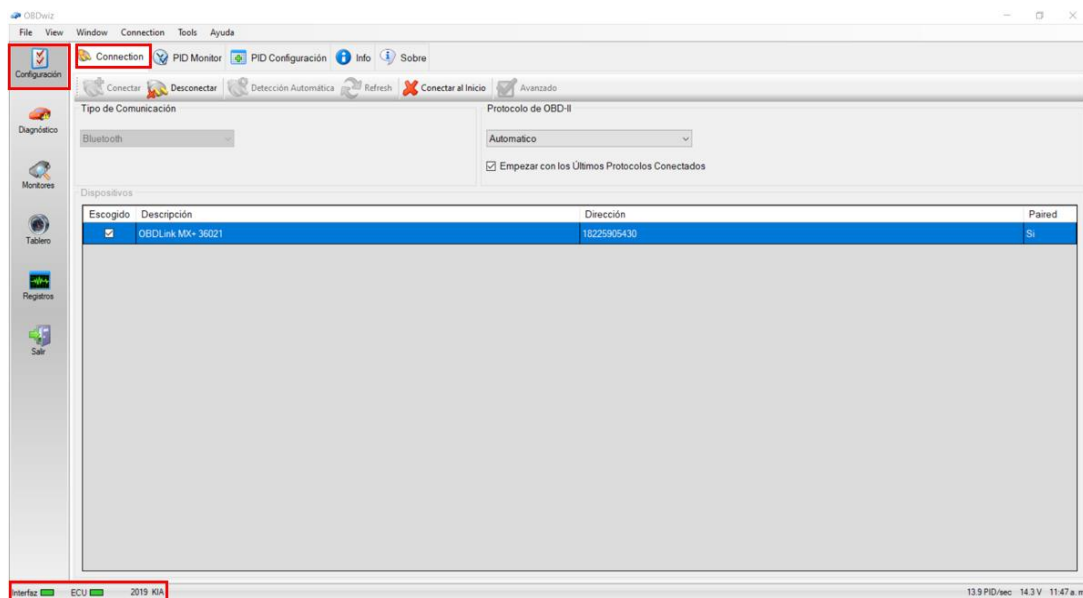 OBDwiz
File View Window Connection Tools Ayuda
Configuración
Connection PID Monitor PID Configuración Info Sobre
Conectar Desconectar Detección Automática Refresh Conectar al Inicio Avanzado
Tipo de Comunicación
Bluetooth
Protocolo de OBD-II
Automatico
Empezar con los Últimos Protocolos Conectados
Diagnóstico
Monitores
Tablero
Registros
Salir
Dispositivos
Escogido Descripción Dirección Paired
OBDLink MX+ 36021 18225905430 Si
Interfaz ECU 2019 KIA
13.9 PID/sec 14.3 V 11:47 a. m